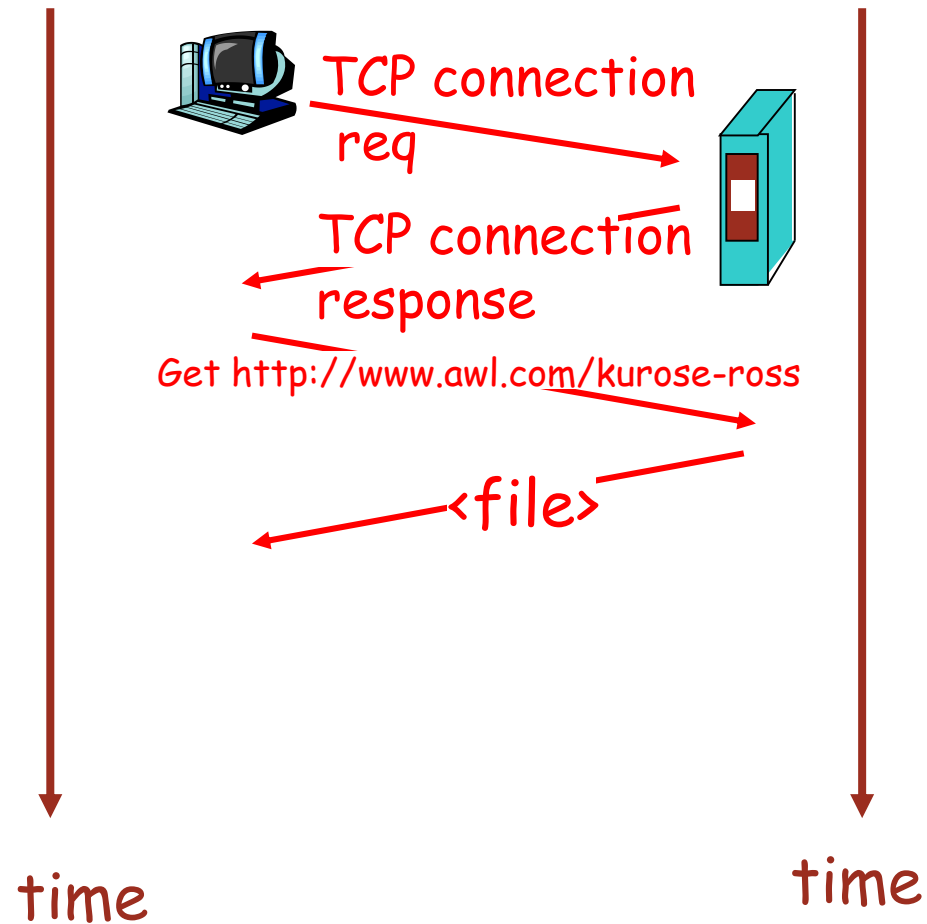 TCP connection
req
TCP connection
response
Get http://www.awl.com/kurose-ross
<file>
time
time